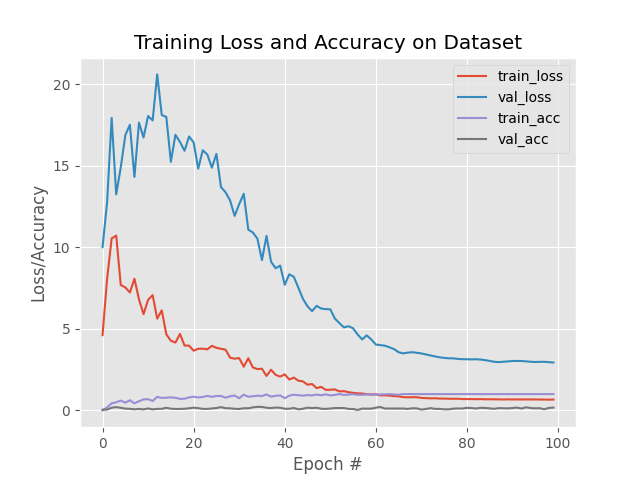 Training Loss and Accuracy on Dataset
train_loss
val_loss
train_acc
val_acc
Loss/Accuracy
20
15
10
5
0
0 20 40 60 80 100
Epoch #